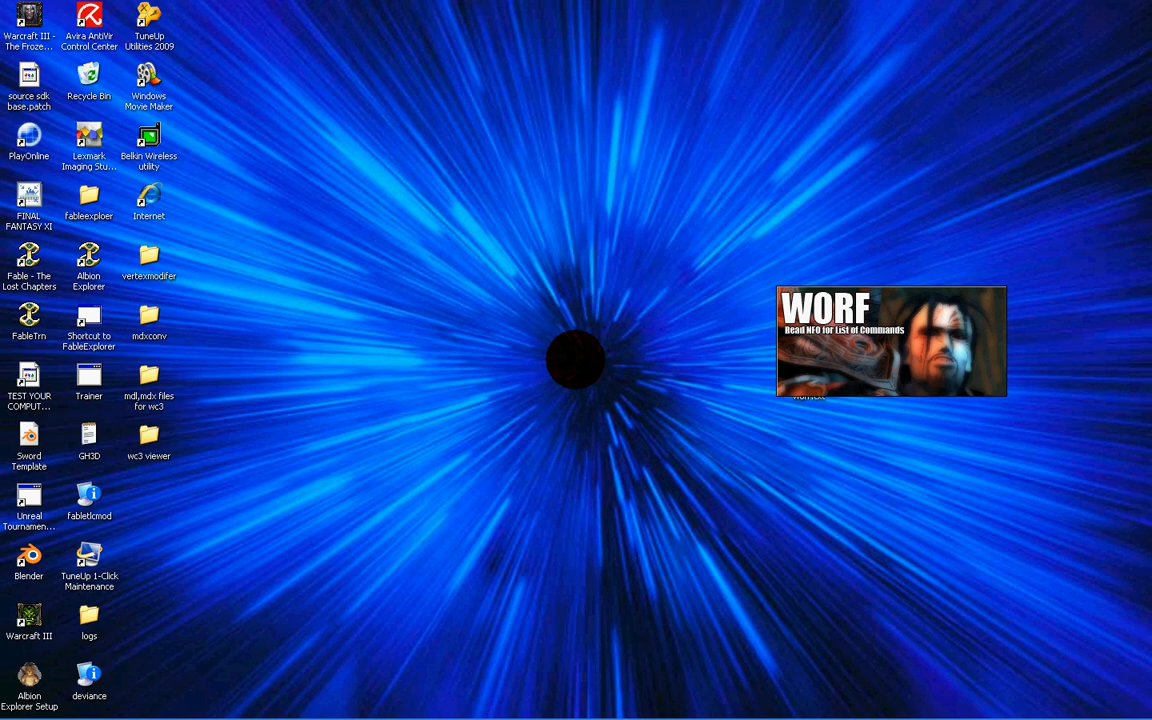 Warcraft III -
The Froze...
Avira AntiVir
Control Center
TuneUp
Utilities 2009
source sdk
base.patch
Recycle Bin
Windows
Movie Maker
PlayOnline
Lexmark
Imaging Stu...
Belkin Wireless
utility
FINAL
FANTASY XI
fableexploer
Internet
Fable - The
Lost Chapters
Albion
Explorer
vertexmodifer
FableTrn
Shortcut to
FableExplorer
mdxconv
TEST YOUR
COMPUT...
Trainer
mdl,mdx files
for wc3
Sword
Template
GH3D
wc3 viewer
Unreal
Tournamen...
fabletlcmod
Blender
TuneUp 1-Click
Maintenance
Warcraft III
logs
Albion
Explorer Setup
deviance
WORF
Read NFO for List of Commands